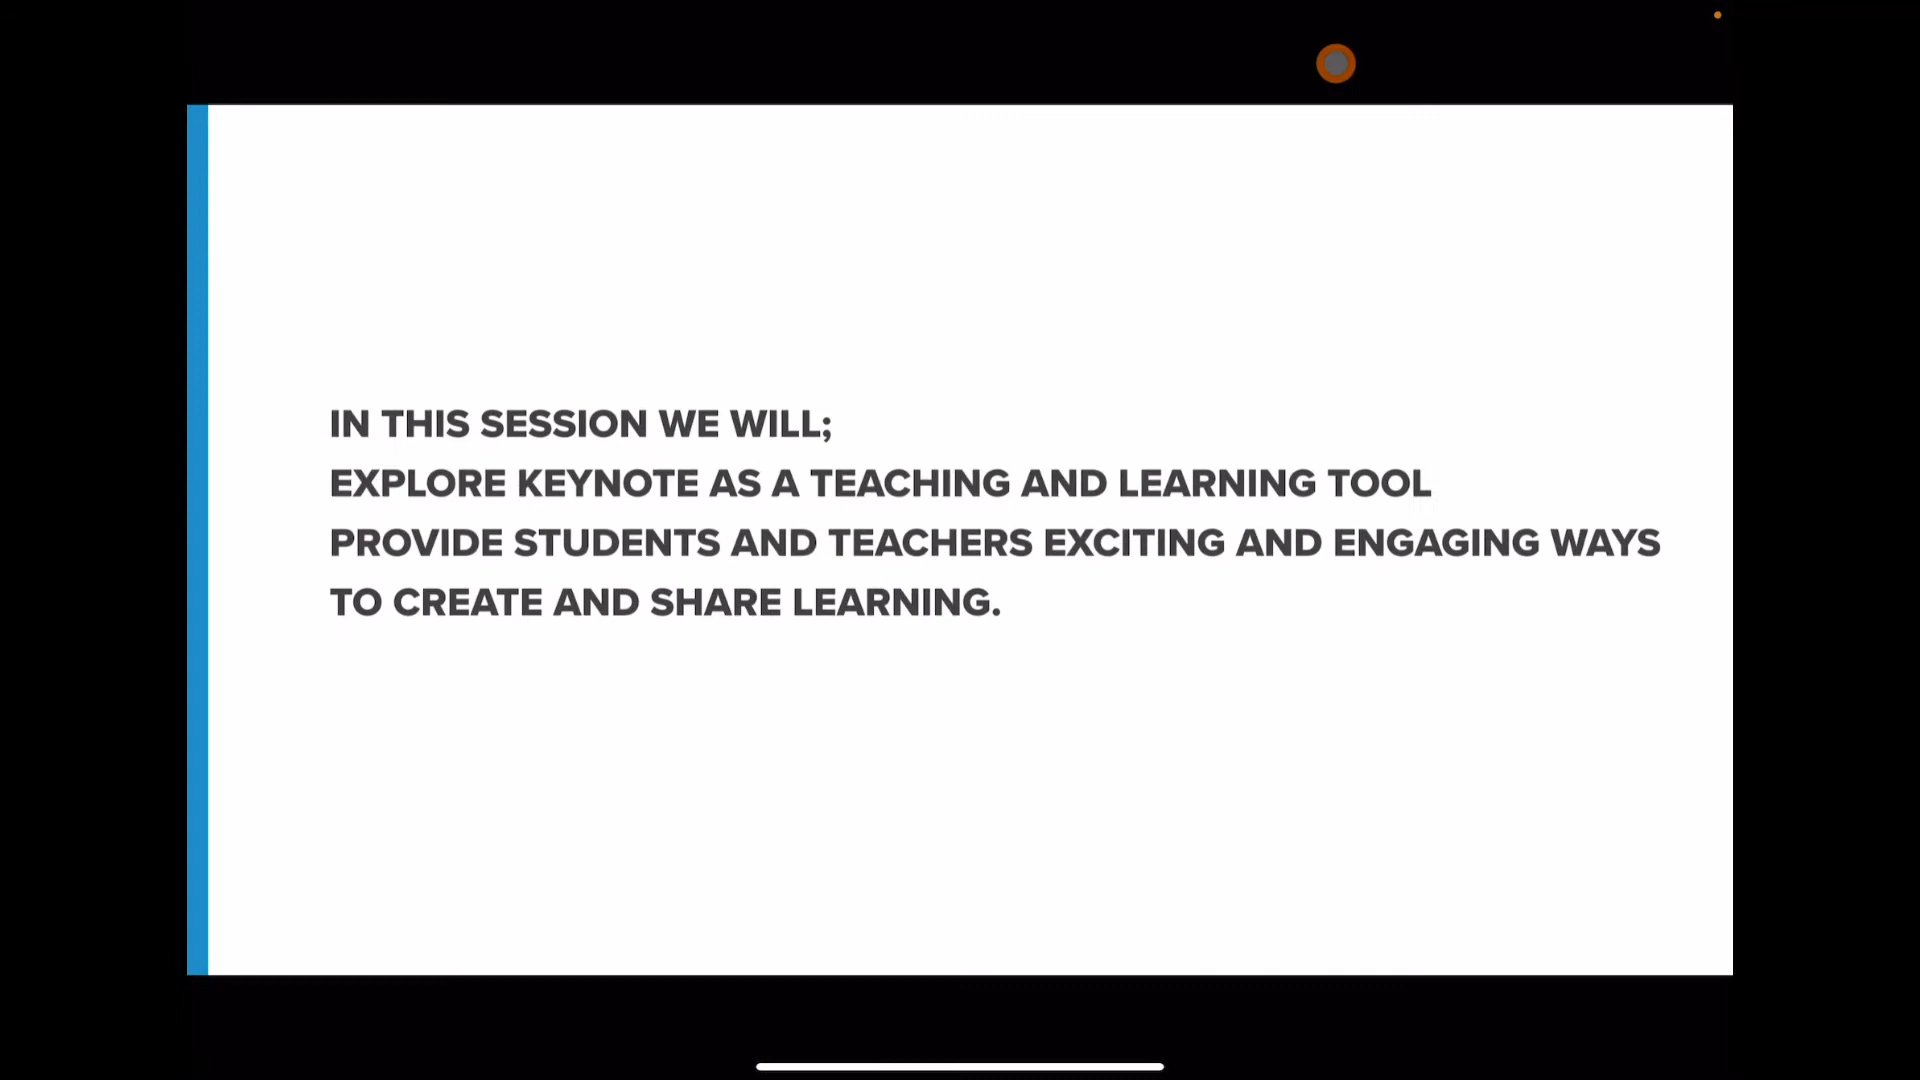 IN THIS SESSION WE WILL;
EXPLORE KEYNOTE AS A TEACHING AND LEARNING TOOL
PROVIDE STUDENTS AND TEACHERS EXCITING AND ENGAGING WAYS
TO CREATE AND SHARE LEARNING.